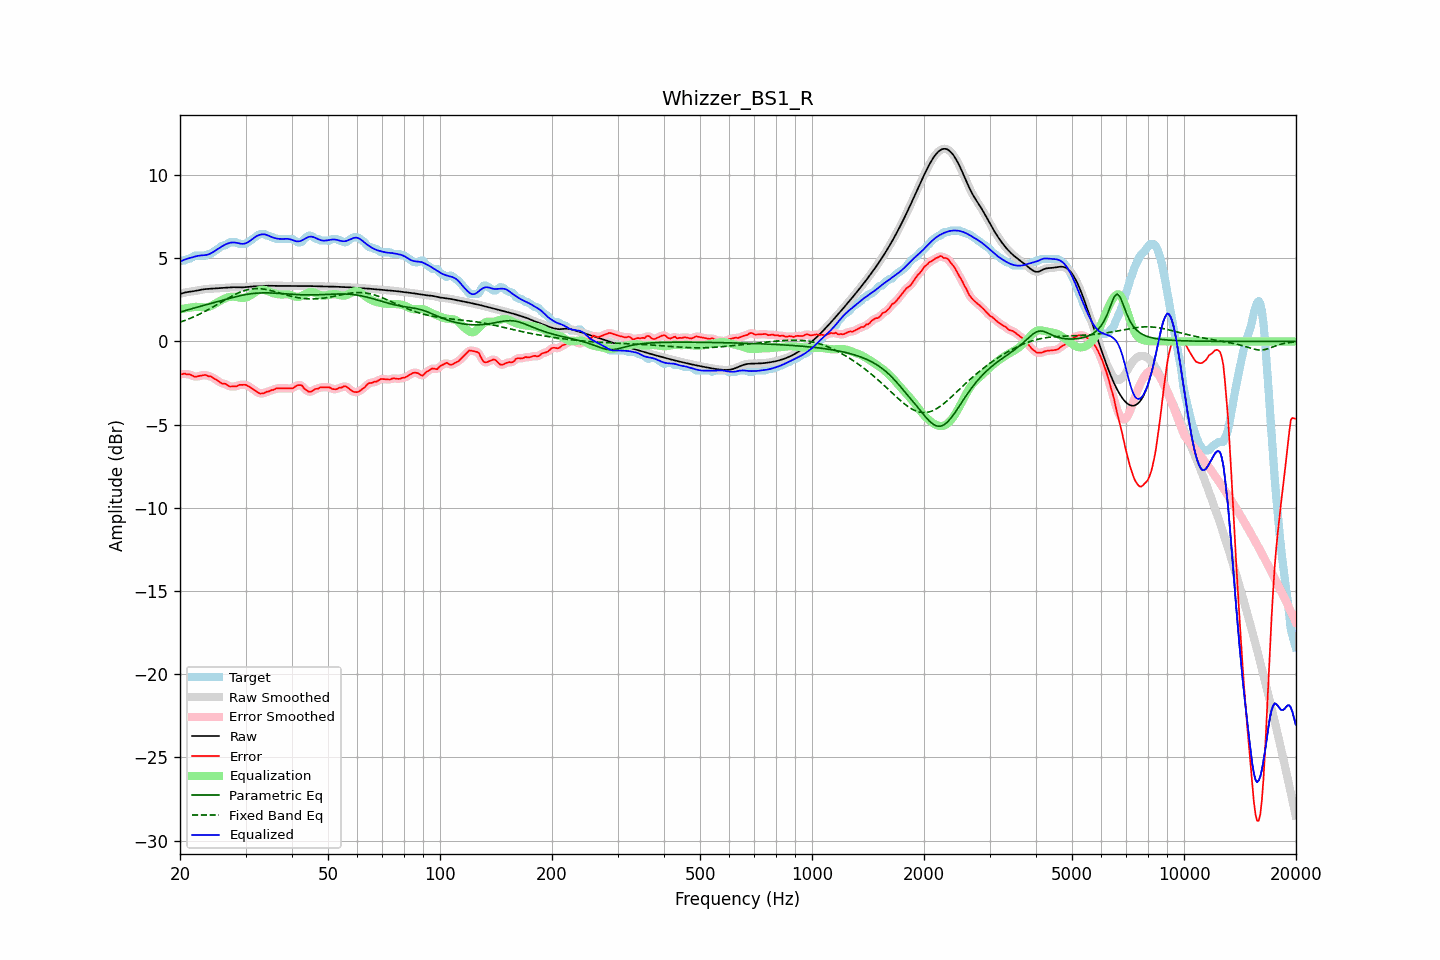 Whizzer_BS1_R
Amplitude (dBr)
10
5
0
−5
−10
−15
−20
−25
−30
Target
Raw Smoothed
Error Smoothed
Raw
Error
Equalization
Parametric Eq
Fixed Band Eq
Equalized
20 50 100 200 500 1000 2000 5000 10000 20000
Frequency (Hz)